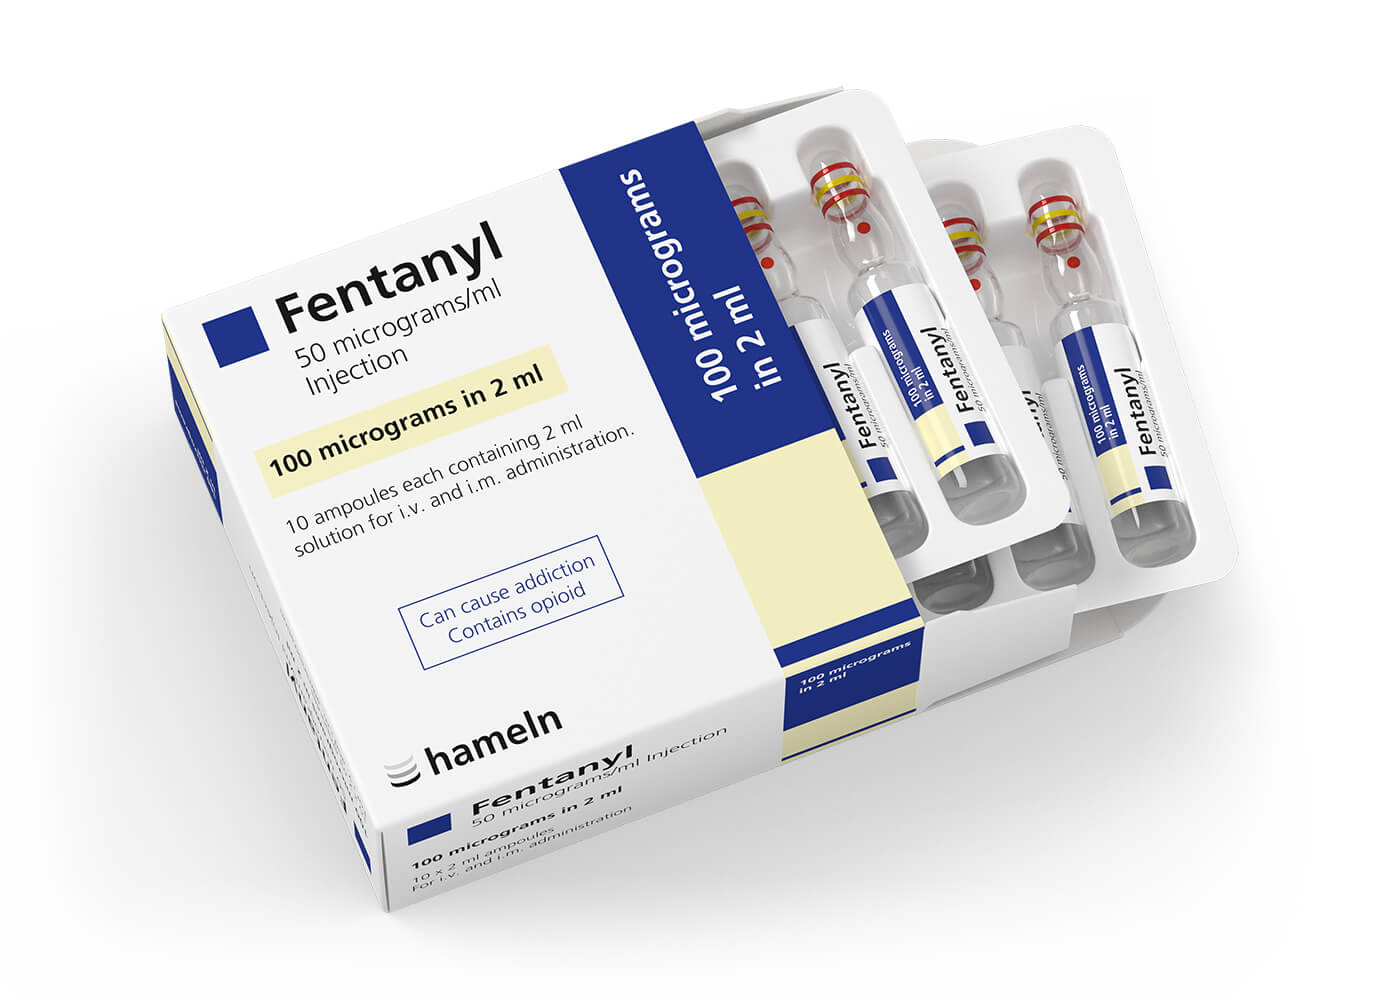 Fentanyl
50 micrograms/ml
Injection
100 micrograms in 2 ml
10 ampoules each containing 2 ml
solution for i.v. and i.m. administration.
Can cause addiction
Contains opioid
hameln
100 micrograms
in 2 ml
Fentanyl
50 micrograms/ml Injection
100 micrograms in 2 ml
10 x 2 ml ampoules
For i.v. and i.m. administration
100 micrograms
in 2 ml
Fentanyl
50 micrograms/ml
100 micrograms
in 2 ml
Fentanyl
50 micrograms/ml
100 micrograms
in 2 ml
Fentanyl
50 micrograms/ml